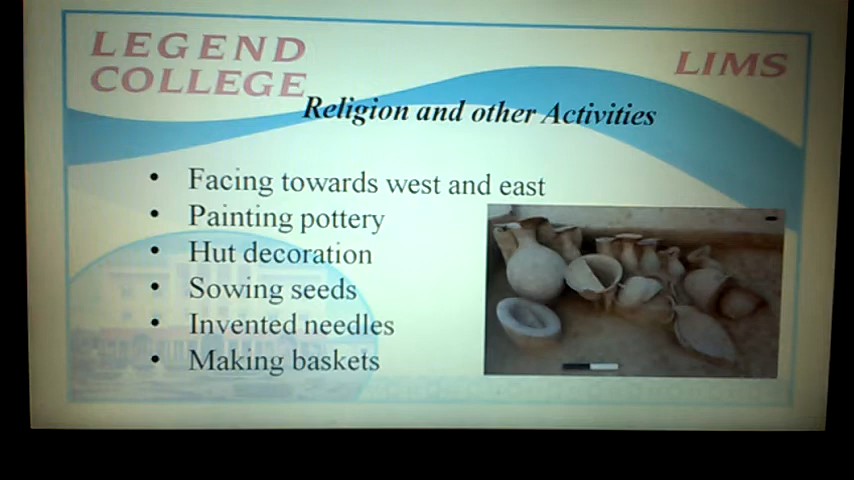 LEGEND
COLLEGE
LIMS
Religion and other Activities
• Facing towards west and east
• Painting pottery
• Hut decoration
• Sowing seeds
• Invented needles
• Making baskets